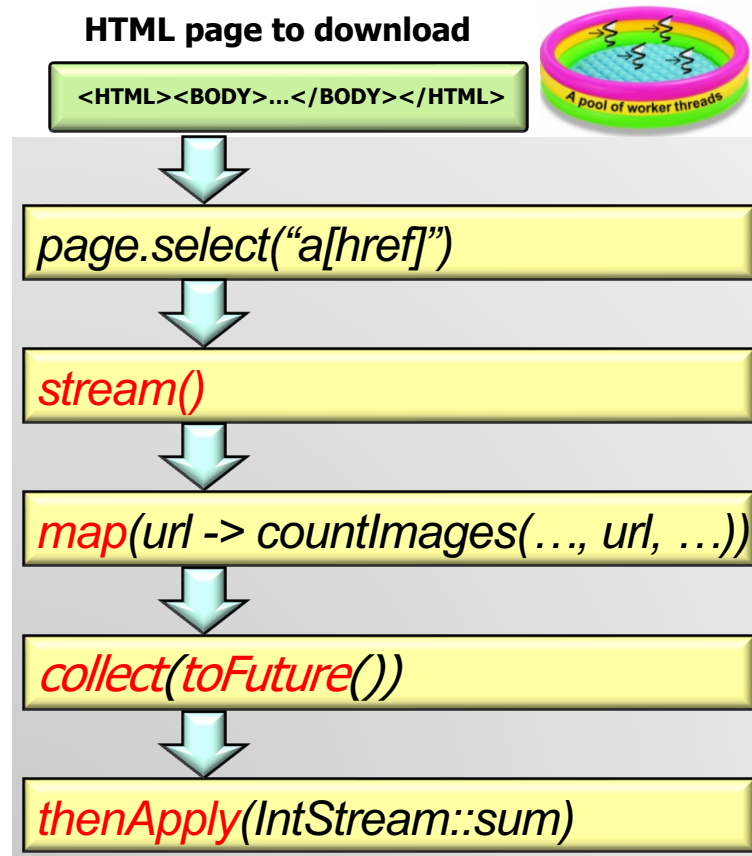 HTML page to download
<HTML><BODY>...</BODY></HTML>
A pool of worker threads
page.select(“a[href]”)
stream()
map(url -> countImages(…, url, …))
collect(toFuture())
thenApply(IntStream::sum)